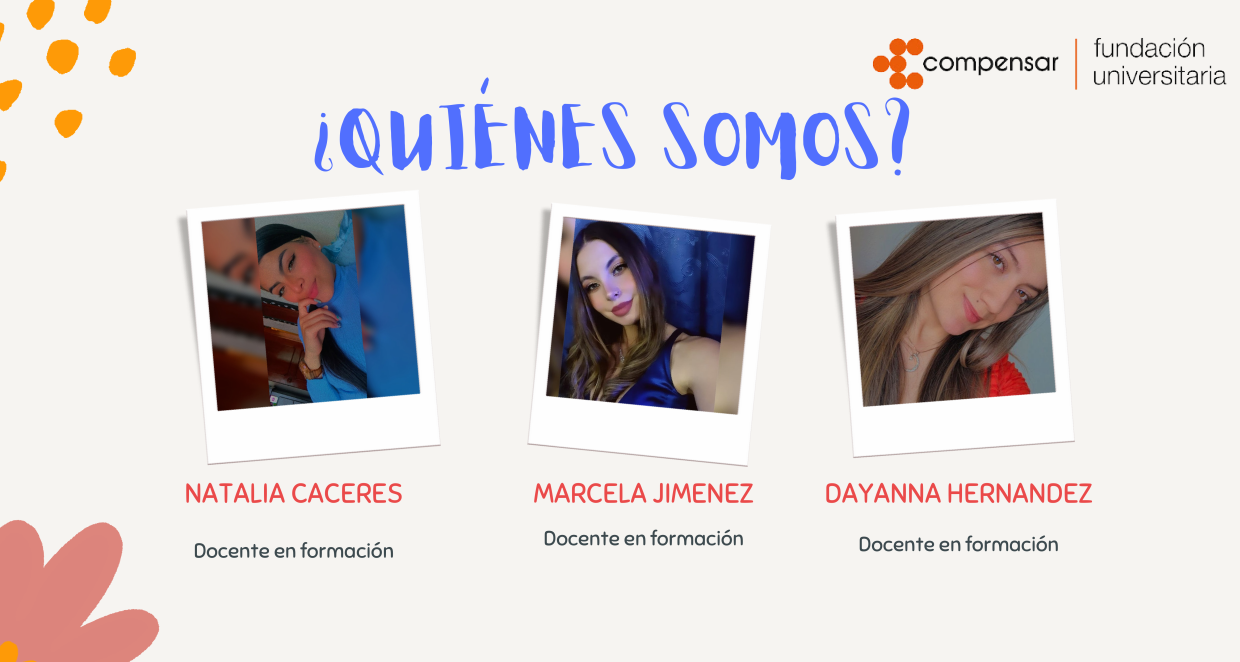 compensar
fundación
universitaria
¿QUIÉNES SOMOS?
NATALIA CACERES
MARCELA JIMENEZ
DAYANNA HERNANDEZ
Docente en formación
Docente en formación
Docente en formación